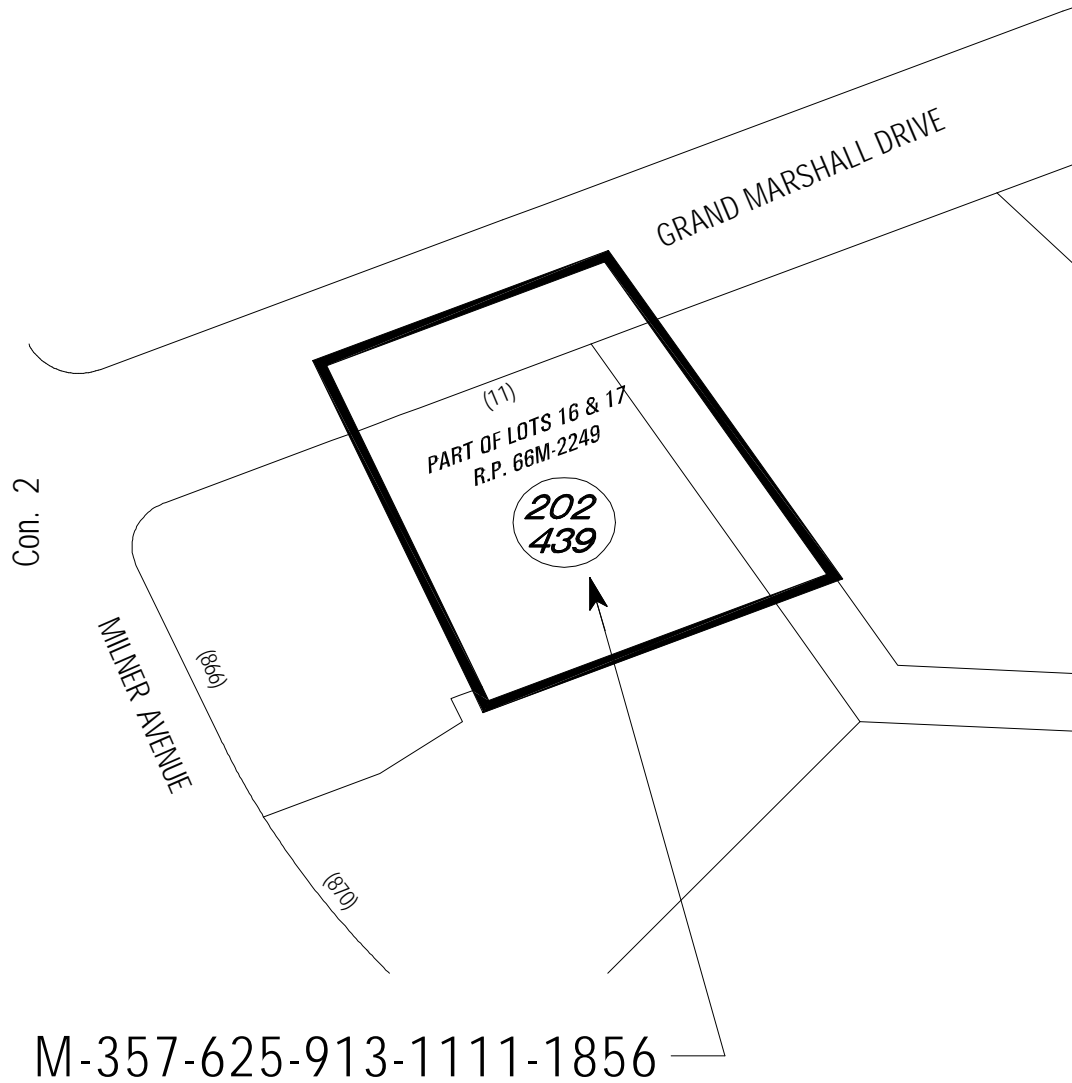 GRAND MARSHALL DRIVE
(11)
PART OF LOTS 16 & 17
R.P. 66M-2249
202
439
Con. 2
MILNER AVENUE
(866)
(870)
M-357-625-913-1111-1856